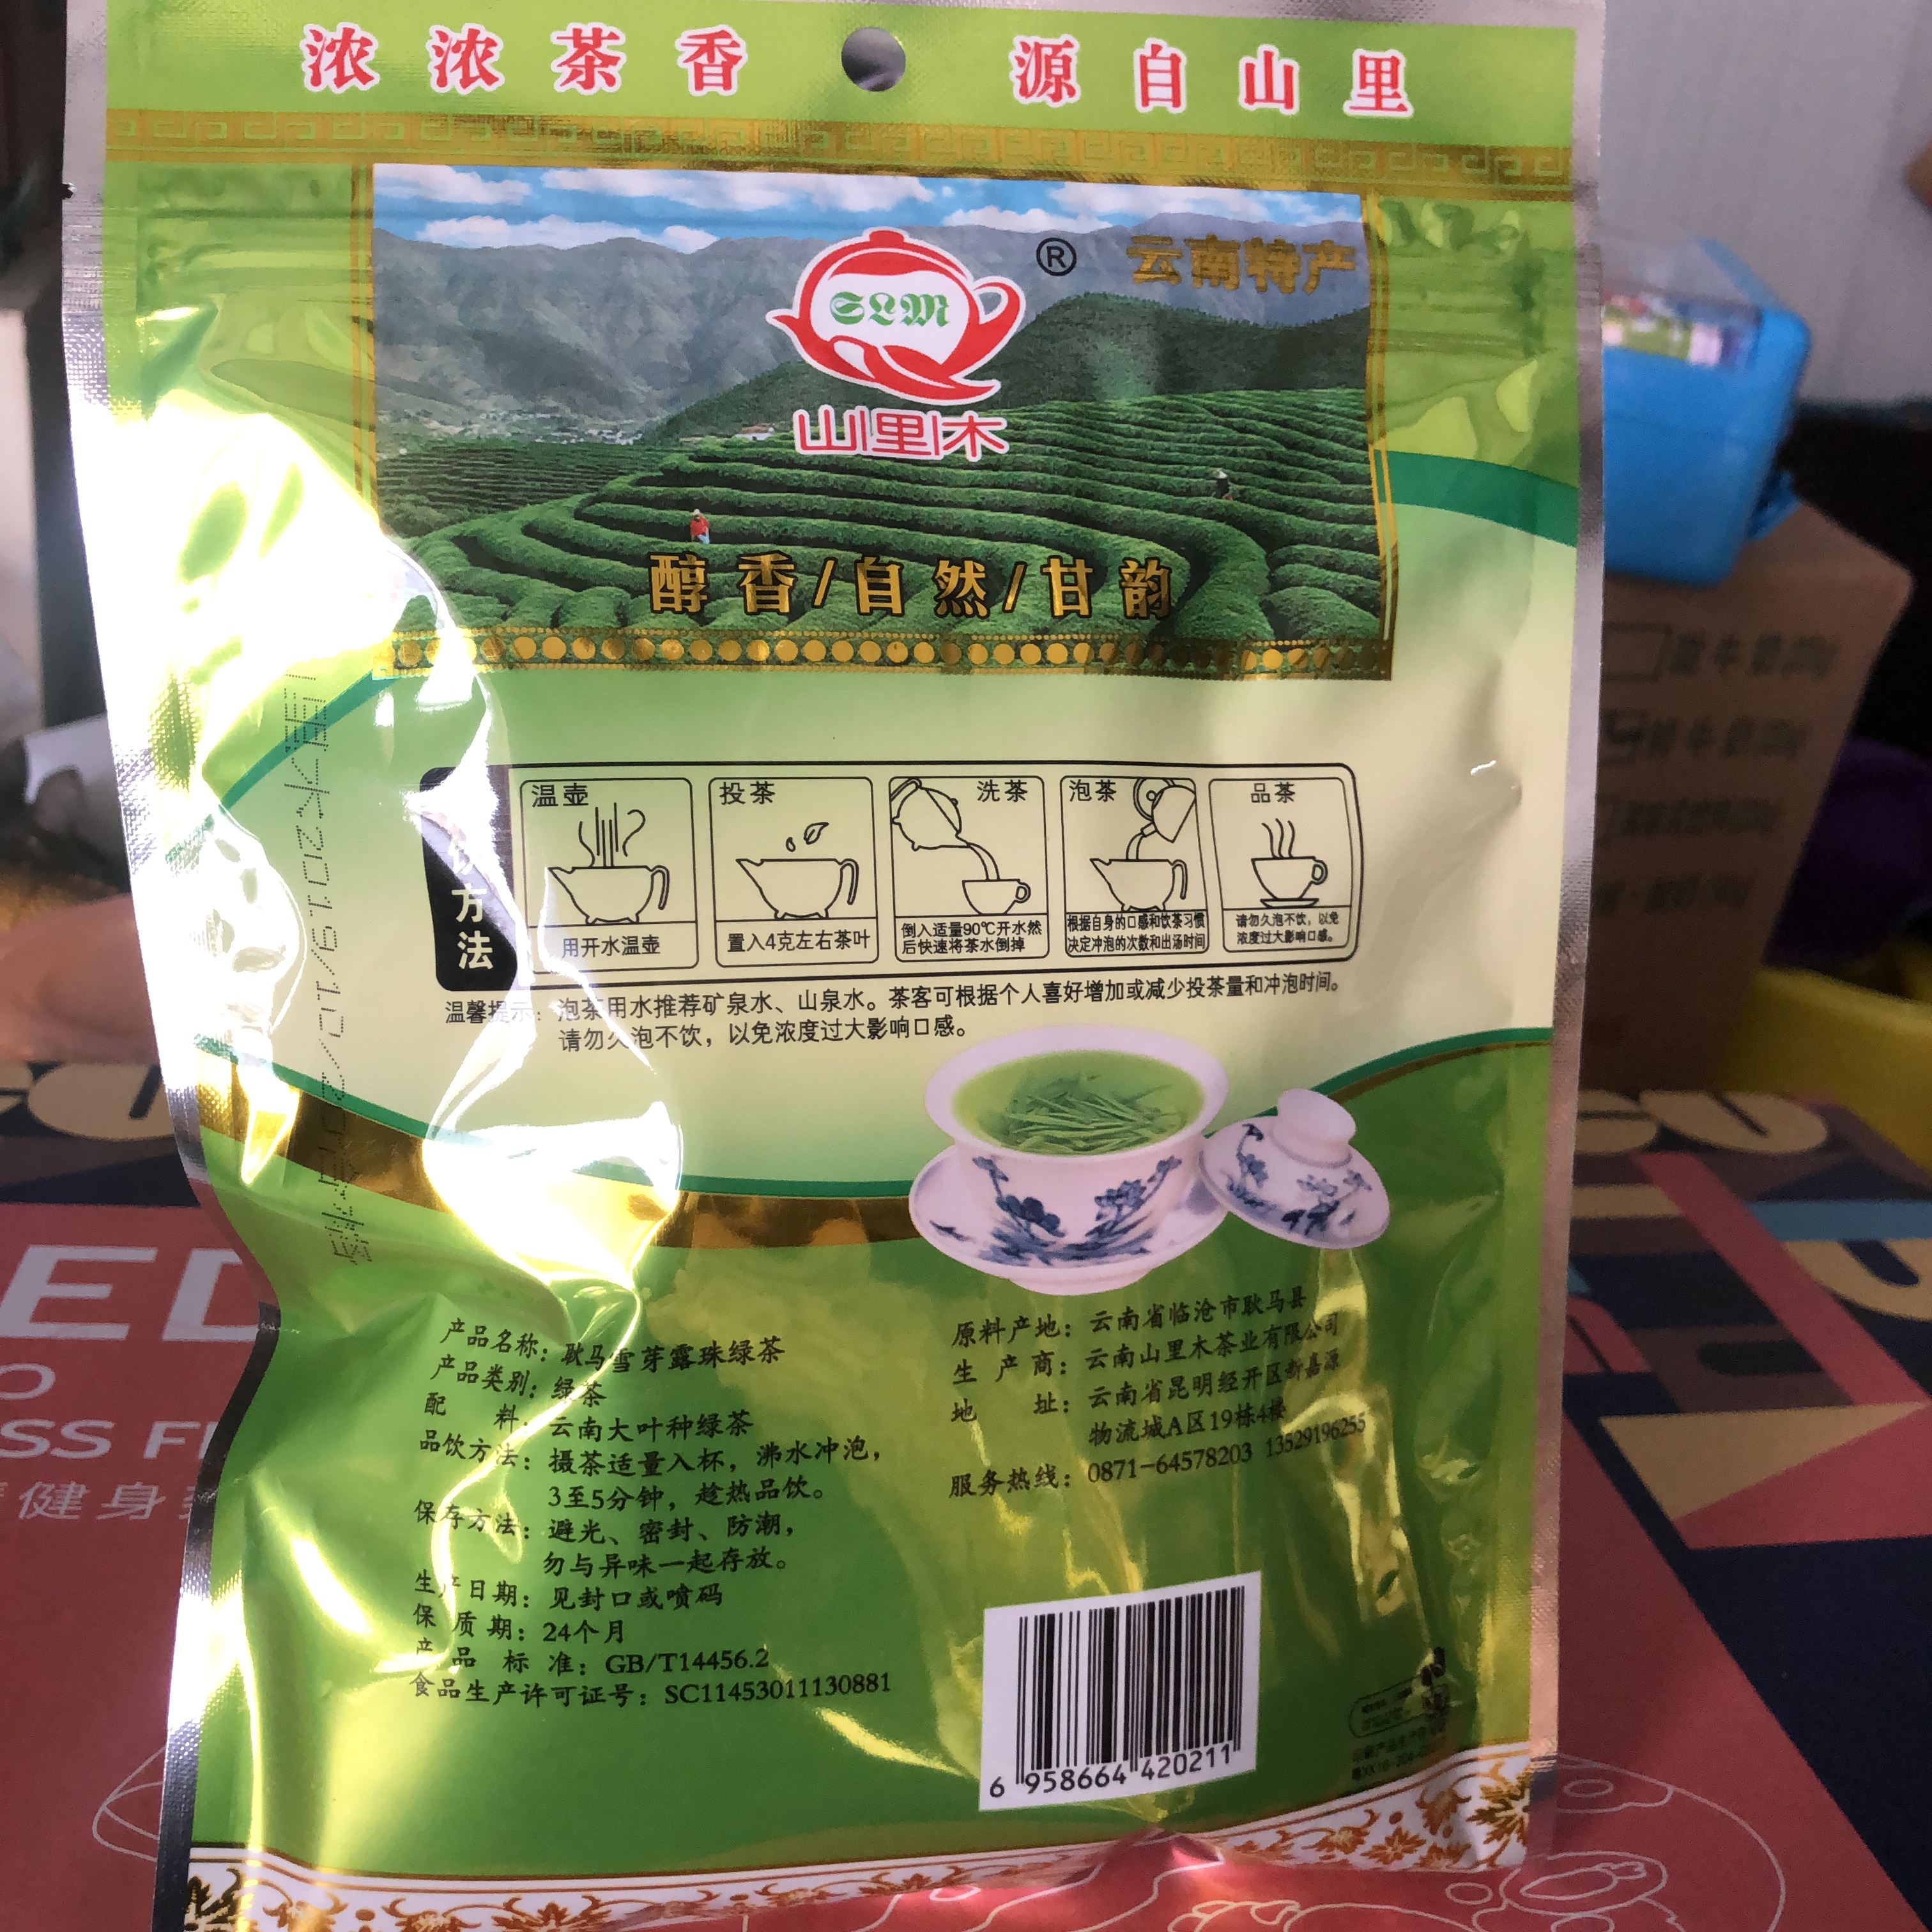 浓浓茶香 源自山里
SLM
®
云南特产
山里木
醇香/自然/甘韵
方法
温壶
用开水温壶
投茶
置入4克左右茶叶
洗茶
倒入适量90℃开水然
后快速将茶水倒掉
泡茶
根据自身的口感和饮茶习惯
决定冲泡的次数和出汤时间
品茶
请勿久泡不饮，以免
浓度过大影响口感。
温馨提示：泡茶用水推荐矿泉水、山泉水。茶客可根据个人喜好增加或减少投茶量和冲泡时间。
请勿久泡不饮，以免浓度过大影响口感。
2019/10/20合格
产品名称：耿马雪芽露珠绿茶
产品类别：绿茶
配料：云南大叶种绿茶
品饮方法：摄茶适量入杯，沸水冲泡，
3至5分钟，趁热品饮。
保存方法：避光、密封、防潮，
勿与异味一起存放。
生产日期：见封口或喷码
保质期：24个月
产品标准：GB/T14456.2
食品生产许可证号：SC11453011130881
原料产地：云南省临沧市耿马县
生产商：云南山里木茶业有限公司
地址：云南省昆明经开区新嘉源
物流城A区19栋4楼
服务热线：0871-64578203 13529196255
6 958664 420211
ED
O
SS F
健身